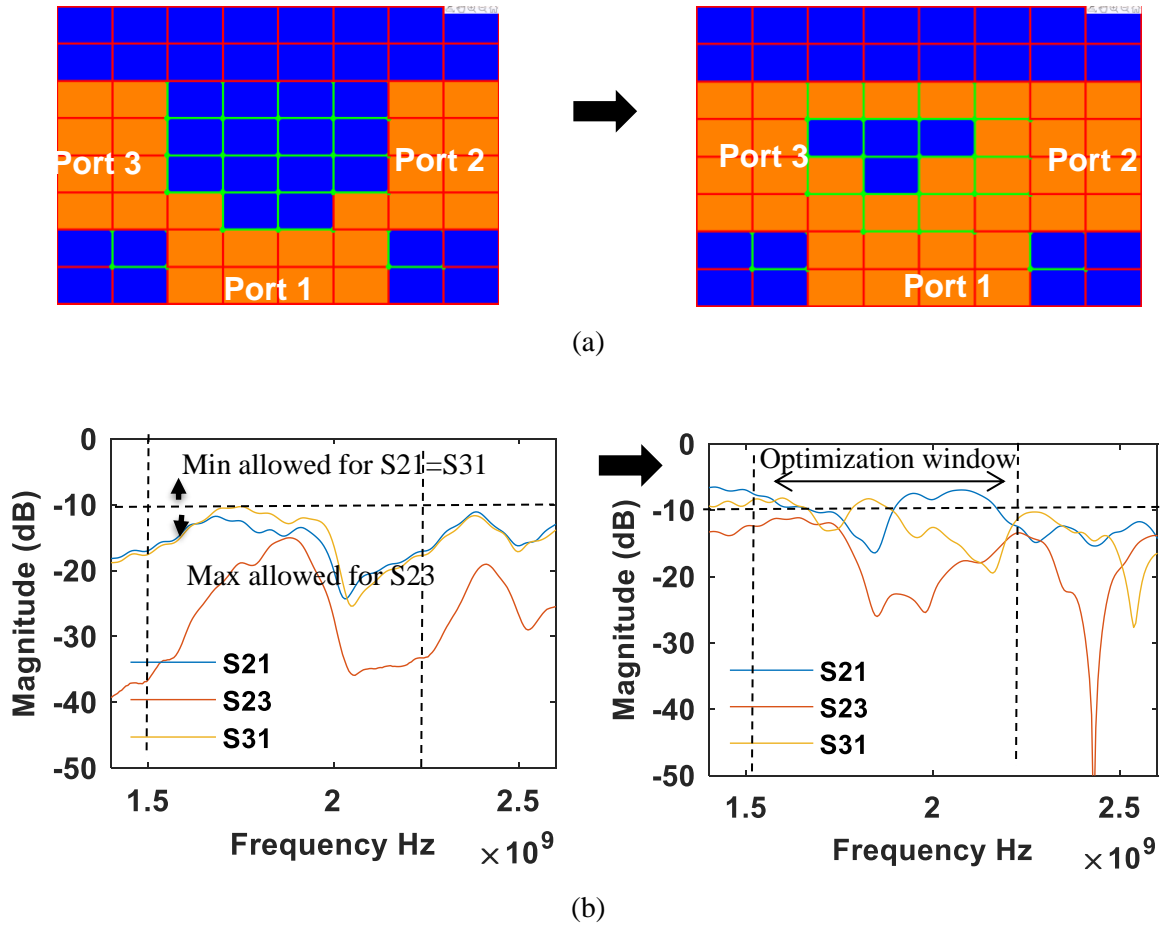 Port 3
Port 2
Port 1
Port 3
Port 2
Port 1
(a)
0
-10
-20
-30
-40
-50
Magnitude (dB)
Min allowed for S21=S31
Max allowed for S23
S21
S23
S31
1.5
2
2.5
Frequency Hz
×10⁹
0
-10
-20
-30
-40
-50
Magnitude (dB)
Optimization window
S21
S23
S31
1.5
2
2.5
Frequency Hz
×10⁹
(b)